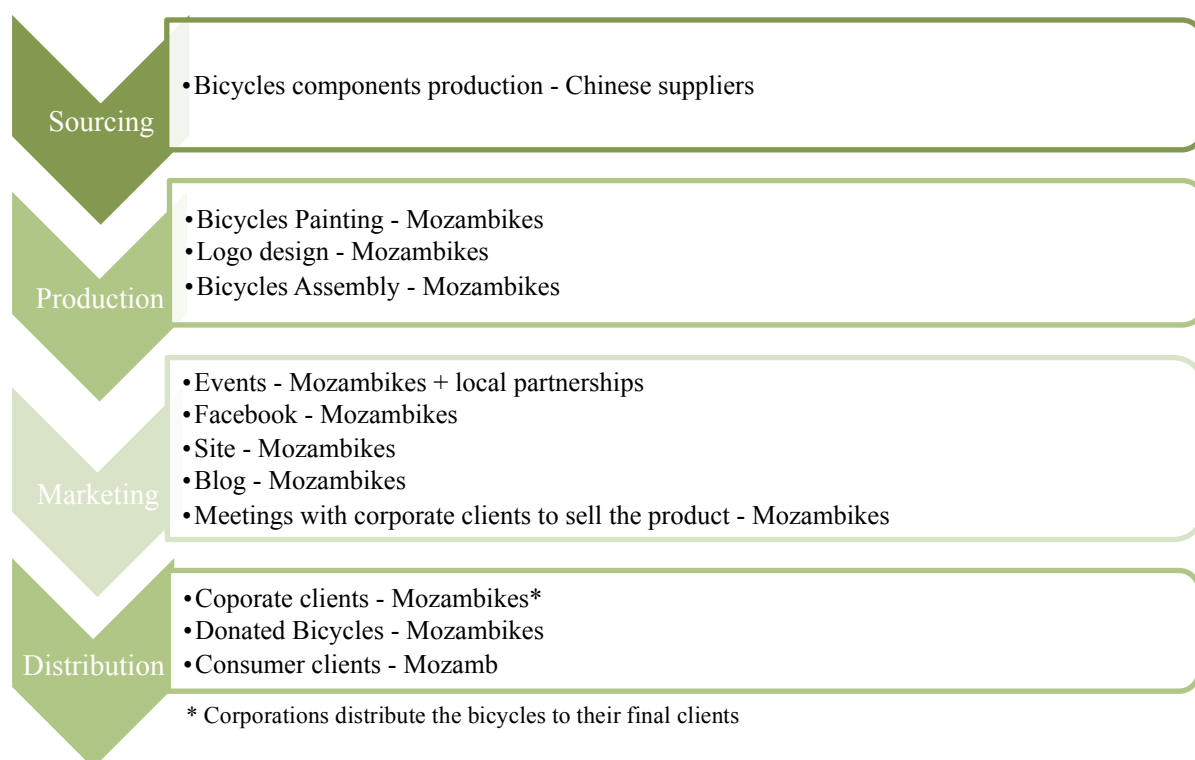 Sourcing
•Bicycles components production - Chinese suppliers
Production
•Bicycles Painting - Mozambikes
•Logo design - Mozambikes
•Bicycles Assembly - Mozambikes
Marketing
•Events - Mozambikes + local partnerships
•Facebook - Mozambikes
•Site - Mozambikes
•Blog - Mozambikes
•Meetings with corporate clients to sell the product - Mozambikes
Distribution
•Coporate clients - Mozambikes*
•Donated Bicycles - Mozambikes
•Consumer clients - Mozamb
* Corporations distribute the bicycles to their final clients